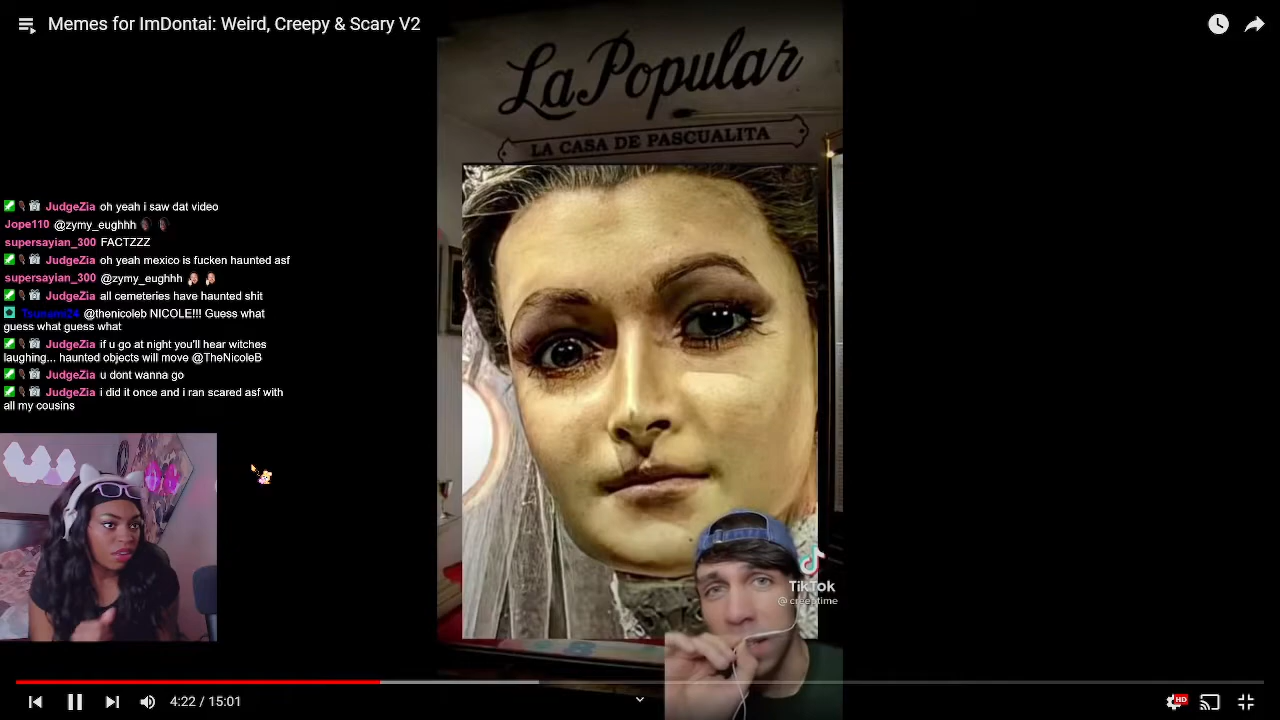 Memes for ImDontai: Weird, Creepy & Scary V2
La Popular
LA CASA DE PASCUALITA
JudgeZia oh yeah i saw dat video
Jope110 @zymy_eughhh
supersayian_300 FACTZZZ
JudgeZia oh yeah mexico is fucken haunted asf
supersayian_300 @zymy_eughhh
JudgeZia all cemeteries have haunted shit
Tsunami24 @thenicoleb NICOLE!!! Guess what
guess what guess what
JudgeZia if u go at night you'll hear witches
laughing... haunted objects will move @TheNicoleB
JudgeZia u dont wanna go
JudgeZia i did it once and i ran scared asf with
all my cousins
TikTok
@creeptime
4:22 / 15:01
HD